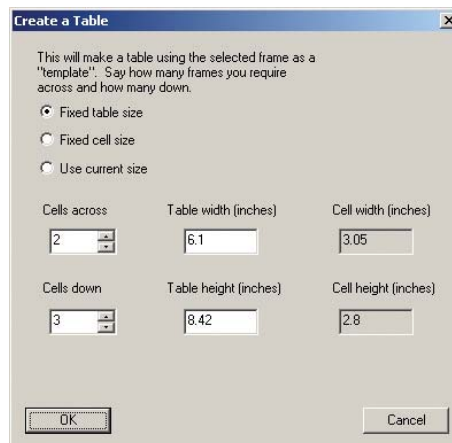 Create a Table
This will make a table using the selected frame as a
"template". Say how many frames you require
across and how many down.
Fixed table size
Fixed cell size
Use current size
Cells across Table width (inches) Cell width (inches)
2 6.1 3.05
Cells down Table height (inches) Cell height (inches)
3 8.42 2.8
OK Cancel